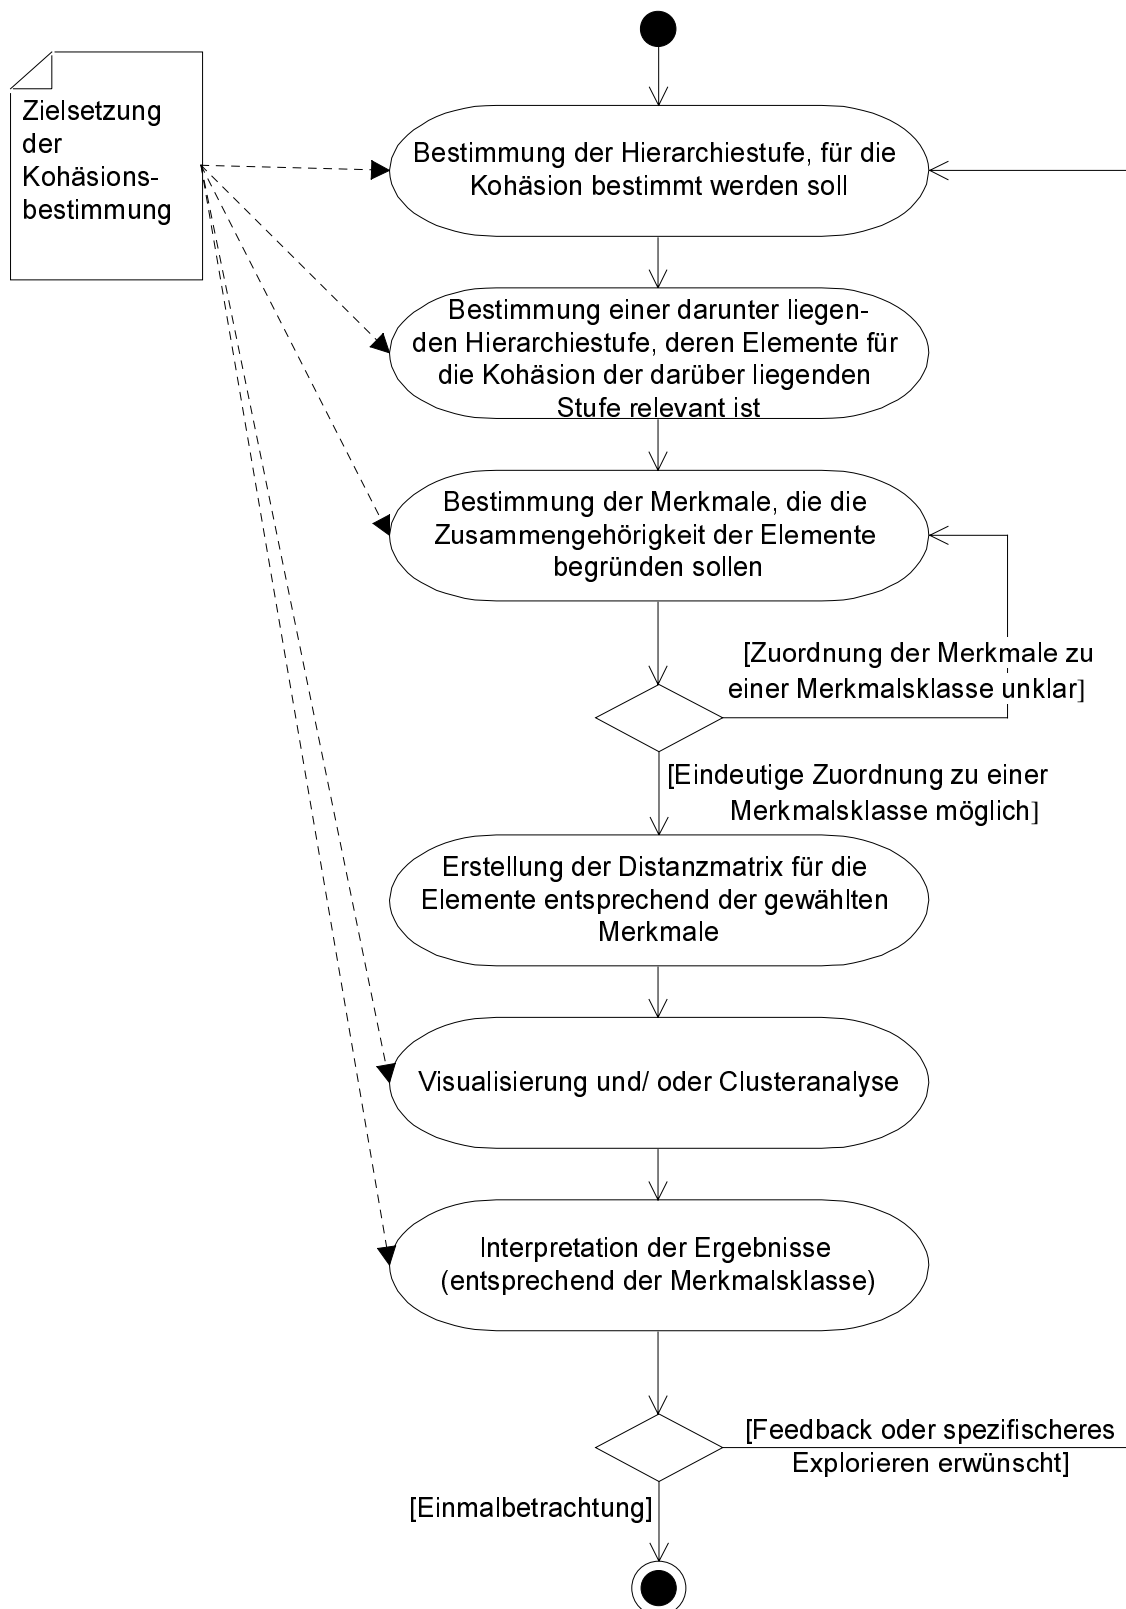 Zielsetzung
der
Kohäsions-
bestimmung
Bestimmung der Hierarchiestufe, für die
Kohäsion bestimmt werden soll
Bestimmung einer darunter liegen-
den Hierarchiestufe, deren Elemente für
die Kohäsion der darüber liegenden
Stufe relevant ist
Bestimmung der Merkmale, die die
Zusammengehörigkeit der Elemente
begründen sollen
[Zuordnung der Merkmale zu
einer Merkmalsklasse unklar]
[Eindeutige Zuordnung zu einer
Merkmalsklasse möglich]
Erstellung der Distanzmatrix für die
Elemente entsprechend der gewählten
Merkmale
Visualisierung und/ oder Clusteranalyse
Interpretation der Ergebnisse
(entsprechend der Merkmalsklasse)
[Feedback oder spezifischeres
Explorieren erwünscht]
[Einmalbetrachtung]